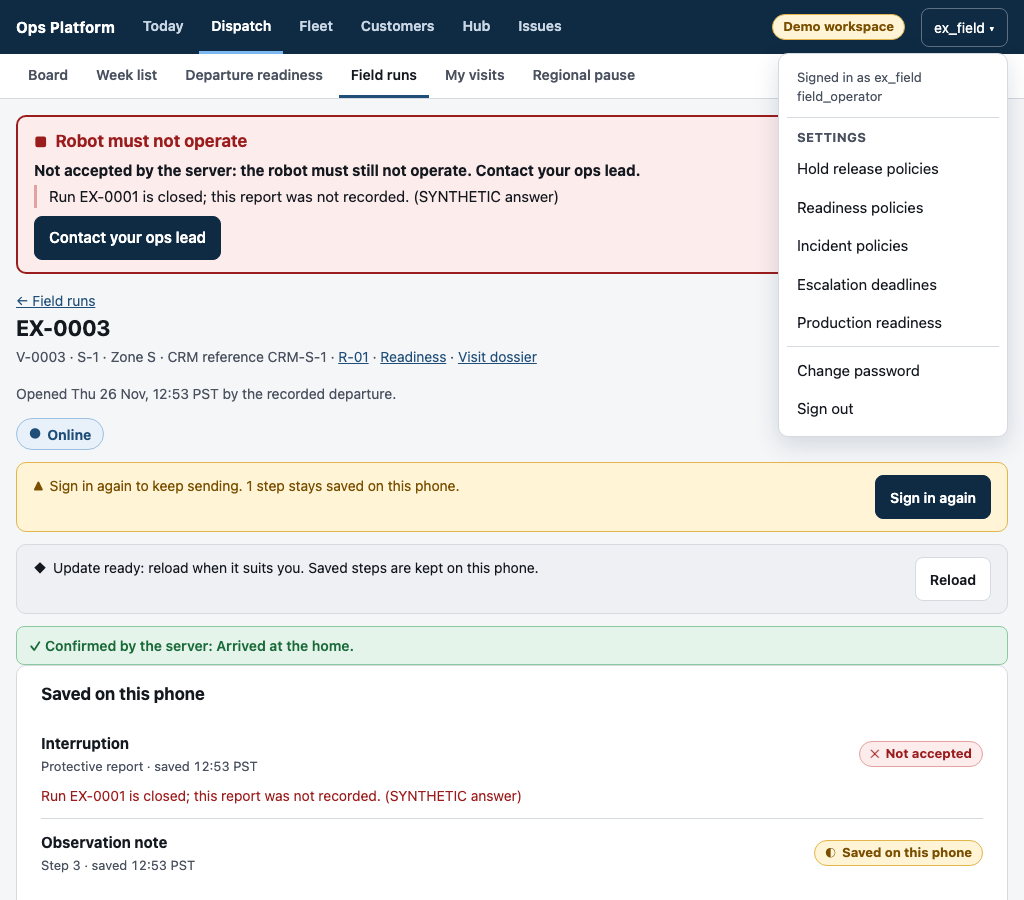 Ops Platform
Today
Dispatch
Fleet
Customers
Hub
Issues
Demo workspace
ex_field ▾
Board
Week list
Departure readiness
Field runs
My visits
Regional pause
Signed in as ex_field
field_operator
SETTINGS
Hold release policies
Readiness policies
Incident policies
Escalation deadlines
Production readiness
Change password
Sign out
Robot must not operate
Not accepted by the server: the robot must still not operate. Contact your ops lead.
Run EX-0001 is closed; this report was not recorded. (SYNTHETIC answer)
Contact your ops lead
← Field runs
EX-0003
V-0003 · S-1 · Zone S · CRM reference CRM-S-1 · R-01 · Readiness · Visit dossier
Opened Thu 26 Nov, 12:53 PST by the recorded departure.
Online
Sign in again to keep sending. 1 step stays saved on this phone.
Sign in again
Update ready: reload when it suits you. Saved steps are kept on this phone.
Reload
✓ Confirmed by the server: Arrived at the home.
Saved on this phone
Interruption
Protective report · saved 12:53 PST
Not accepted
Run EX-0001 is closed; this report was not recorded. (SYNTHETIC answer)
Observation note
Step 3 · saved 12:53 PST
Saved on this phone